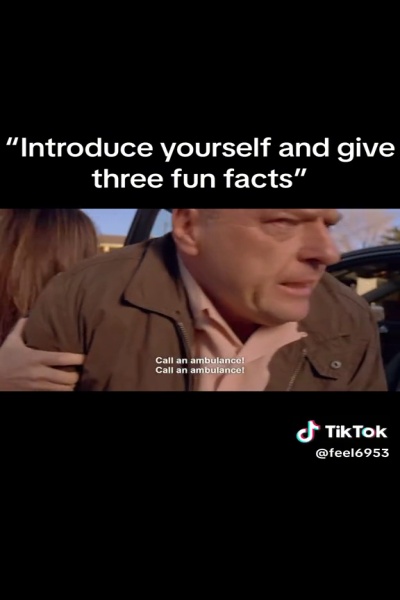 “Introduce yourself and give
three fun facts”
Call an ambulance!
Call an ambulance!
TikTok
@feel6953